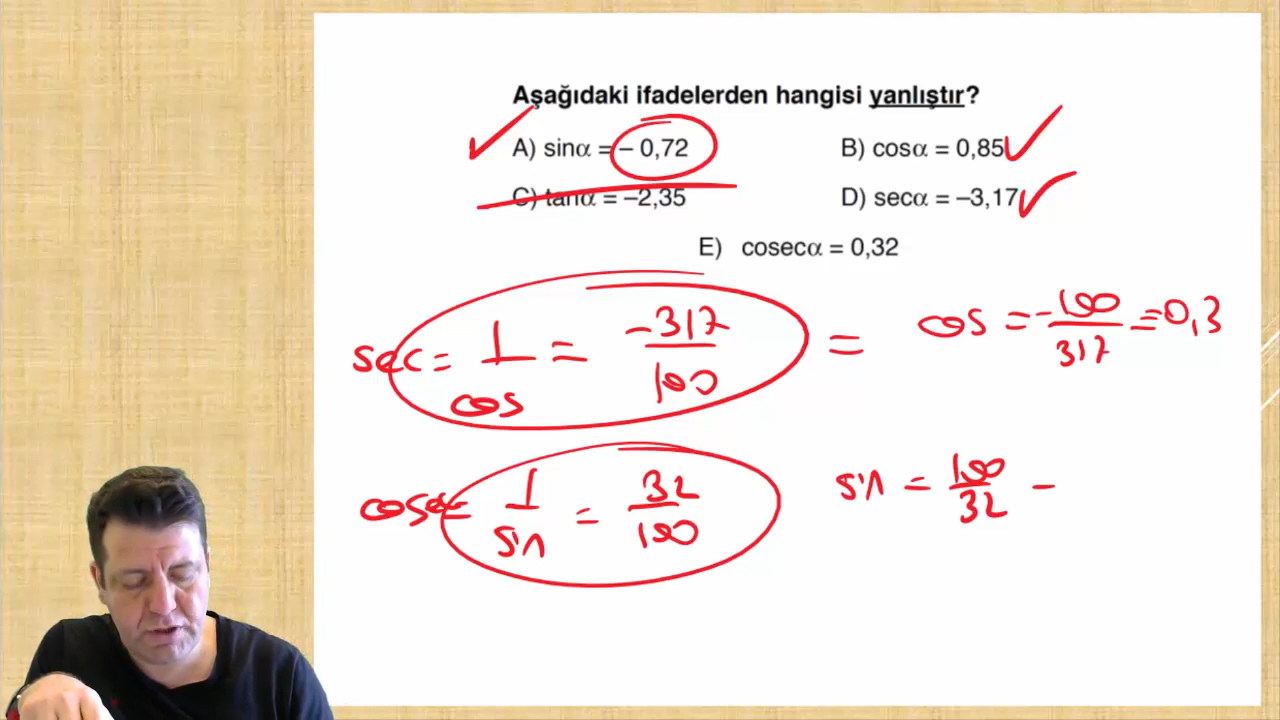 Aşağıdaki ifadelerden hangisi yanlıştır?
A) sinα = – 0,72
B) cosα = 0,85
C) tanα = –2,35
D) secα = –3,17
E) cosecα = 0,32
sec = 1/cos = -317/100 =
cos = -100/317 = 0,3
cosec = 1/sin = 32/100
sin = 100/32 =